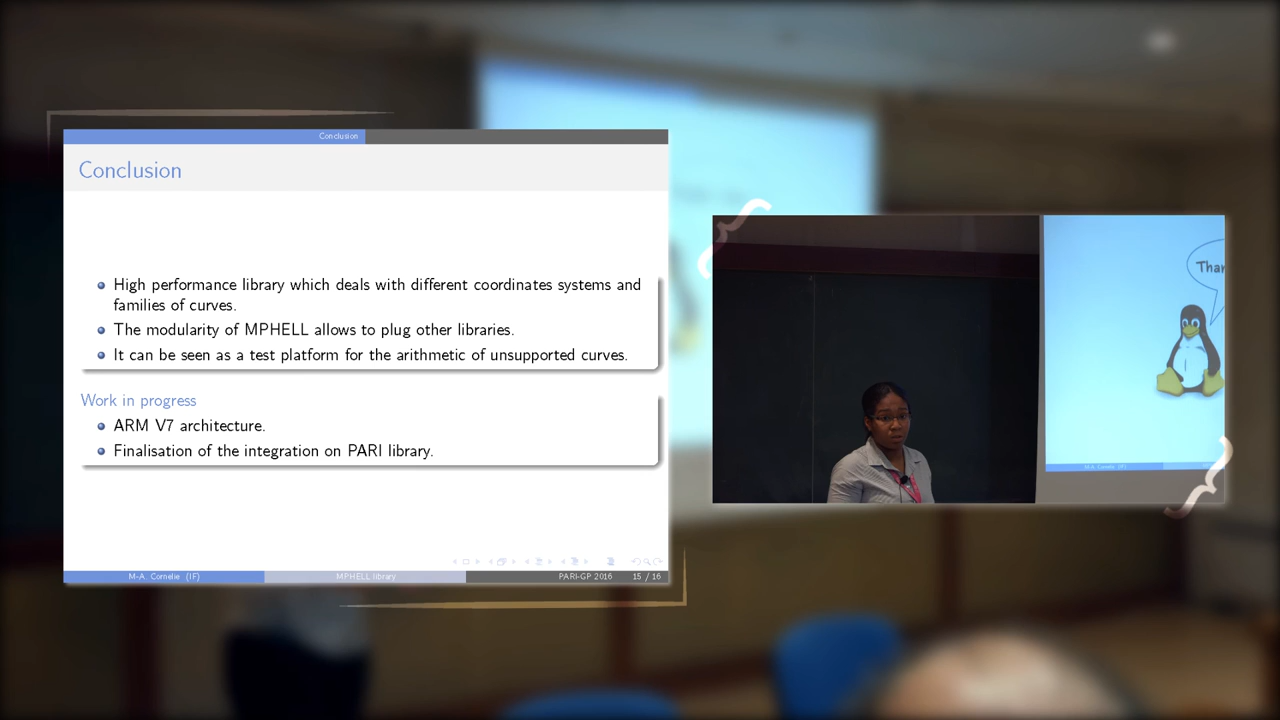 Conclusion
Conclusion
High performance library which deals with different coordinates systems and
families of curves.
The modularity of MPHELL allows to plug other libraries.
It can be seen as a test platform for the arithmetic of unsupported curves.
Work in progress
ARM V7 architecture.
Finalisation of the integration on PARI library.
M-A. Cornelie (IF)
MPHELL library
PARI-GP 2016
15 / 16
Than
M-A. Cornelie (IF)